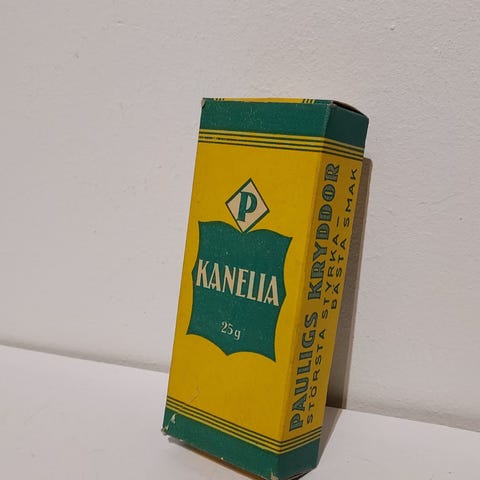 P
KANELIA
25g
PAULIGS KRYDDOR
STÖRSTA STYRKA –
BÄSTA SMAK